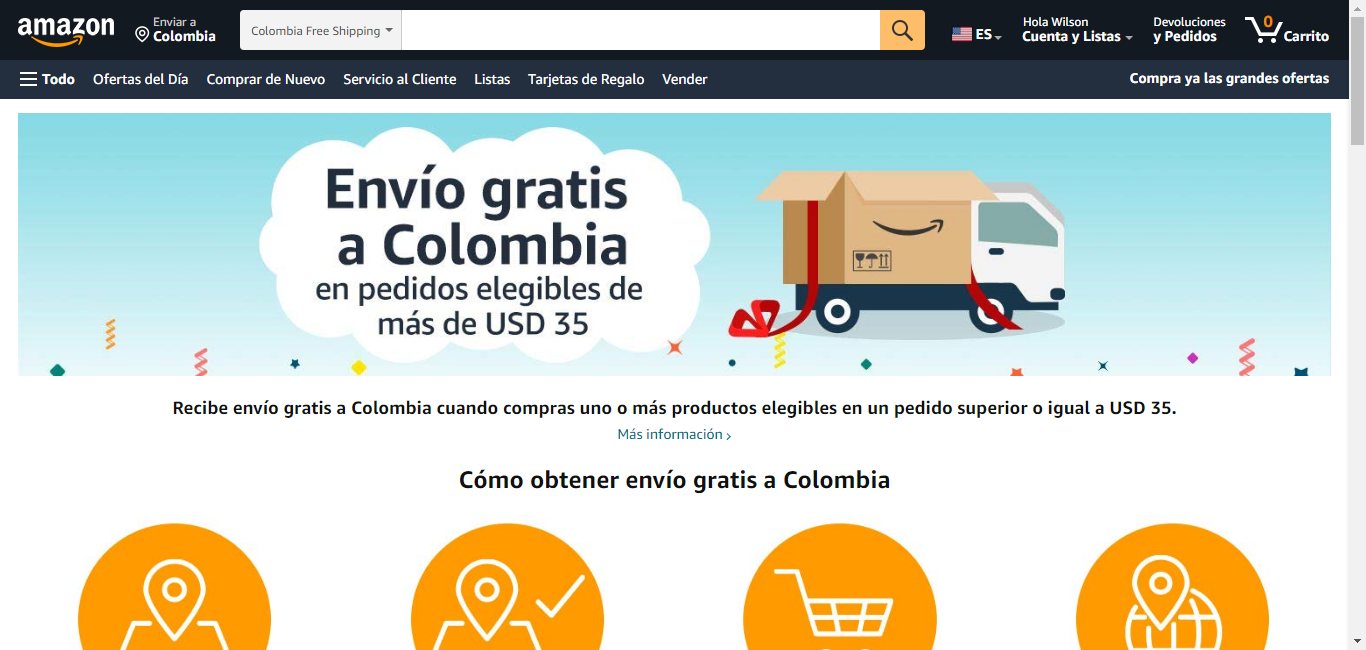 amazon
Enviar a
Colombia
Colombia Free Shipping
ES
Hola Wilson
Cuenta y Listas
Devoluciones
y Pedidos
0
Carrito
Todo
Ofertas del Día
Comprar de Nuevo
Servicio al Cliente
Listas
Tarjetas de Regalo
Vender
Compra ya las grandes ofertas
Envío gratis
a Colombia
en pedidos elegibles de
más de USD 35
Recibe envío gratis a Colombia cuando compras uno o más productos elegibles en un pedido superior o igual a USD 35.
Más información ›
Cómo obtener envío gratis a Colombia